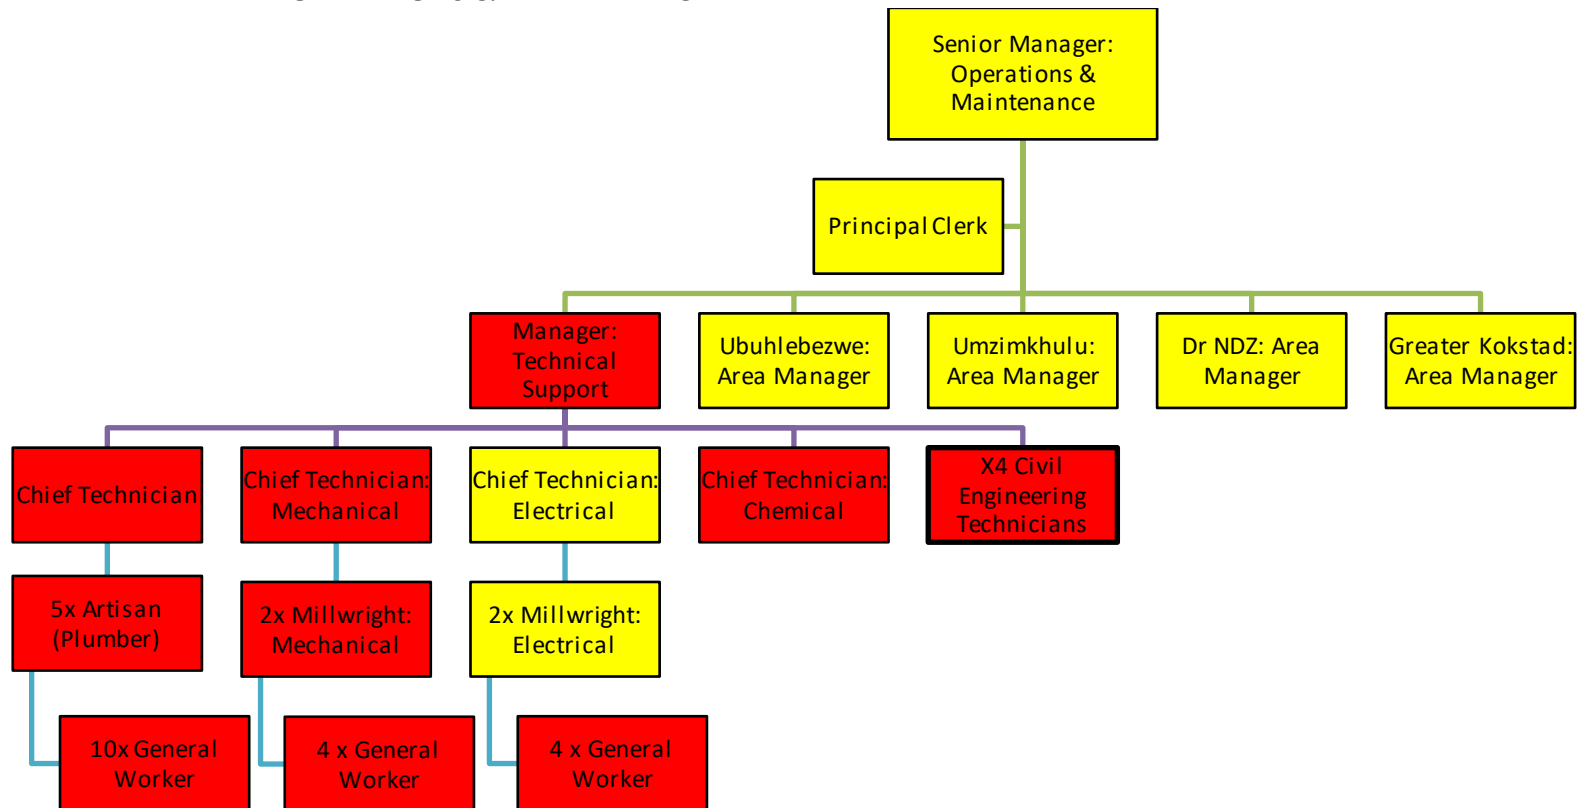 Senior Manager:
Operations &
Maintenance
Principal Clerk
Manager:
Technical
Support
Ubuhlebezwe:
Area Manager
Umzimkhulu:
Area Manager
Dr NDZ: Area
Manager
Greater Kokstad:
Area Manager
Chief Technician
Chief Technician:
Mechanical
Chief Technician:
Electrical
Chief Technician:
Chemical
X4 Civil
Engineering
Technicians
5x Artisan
(Plumber)
2x Millwright:
Mechanical
2x Millwright:
Electrical
10x General
Worker
4 x General
Worker
4 x General
Worker